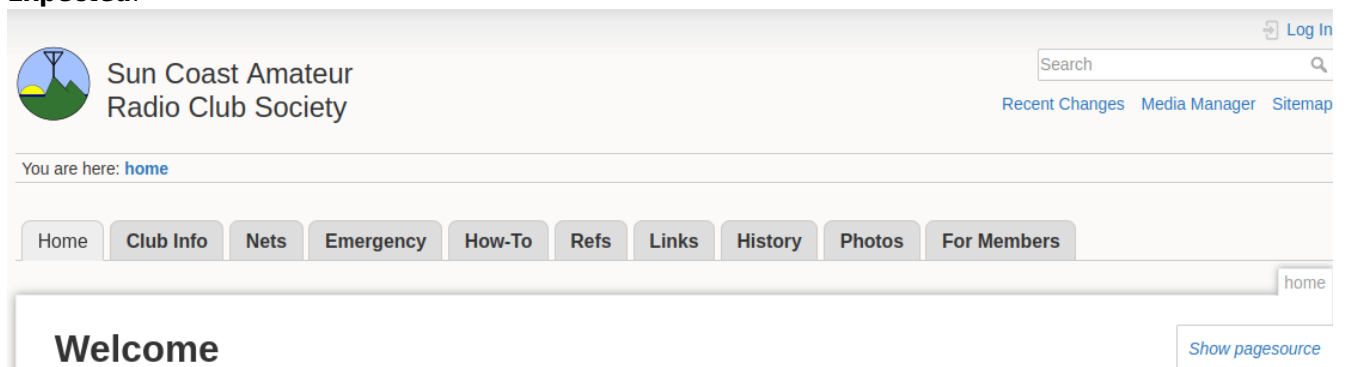 Expected:
Log In
Sun Coast Amateur
Radio Club Society
Search
Recent Changes Media Manager Sitemap
You are here: home
Home Club Info Nets Emergency How-To Refs Links History Photos For Members
home
Welcome
Show pagesource